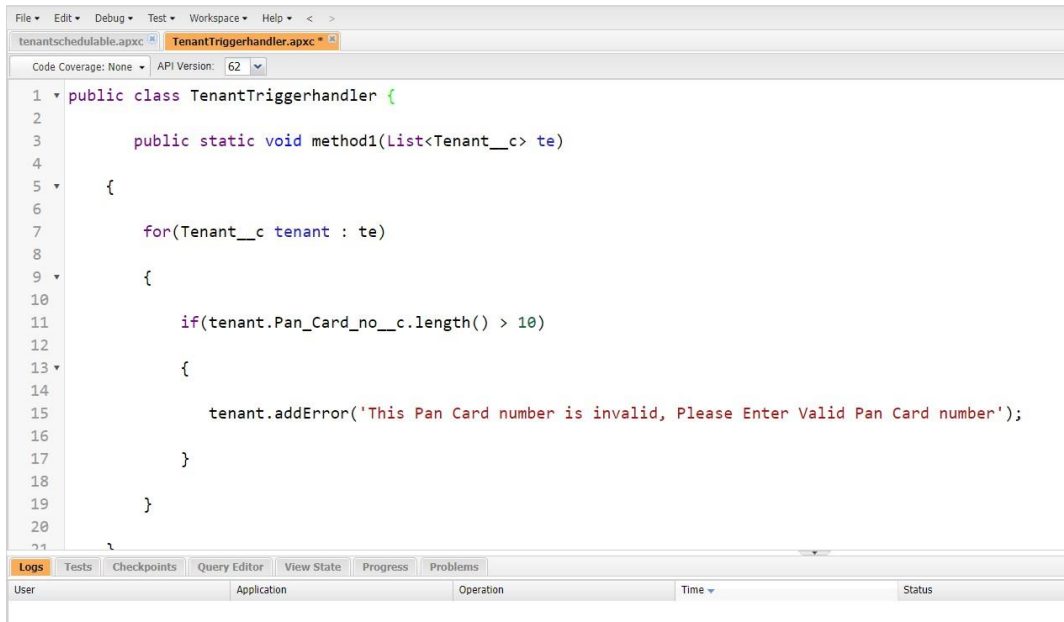 File Edit Debug Test Workspace Help < >
tenantschedulable.apxc TenantTriggerhandler.apxc *
Code Coverage: None API Version: 62
1 public class TenantTriggerhandler {
2
3 public static void method1(List<Tenant__c> te)
4
5 {
6
7 for(Tenant__c tenant : te)
8
9 {
10
11 if(tenant.Pan_Card_no__c.length() > 10)
12
13 {
14
15 tenant.addError('This Pan Card number is invalid, Please Enter Valid Pan Card number');
16
17 }
18
19 }
20
21 }
Logs Tests Checkpoints Query Editor View State Progress Problems
User Application Operation Time Status